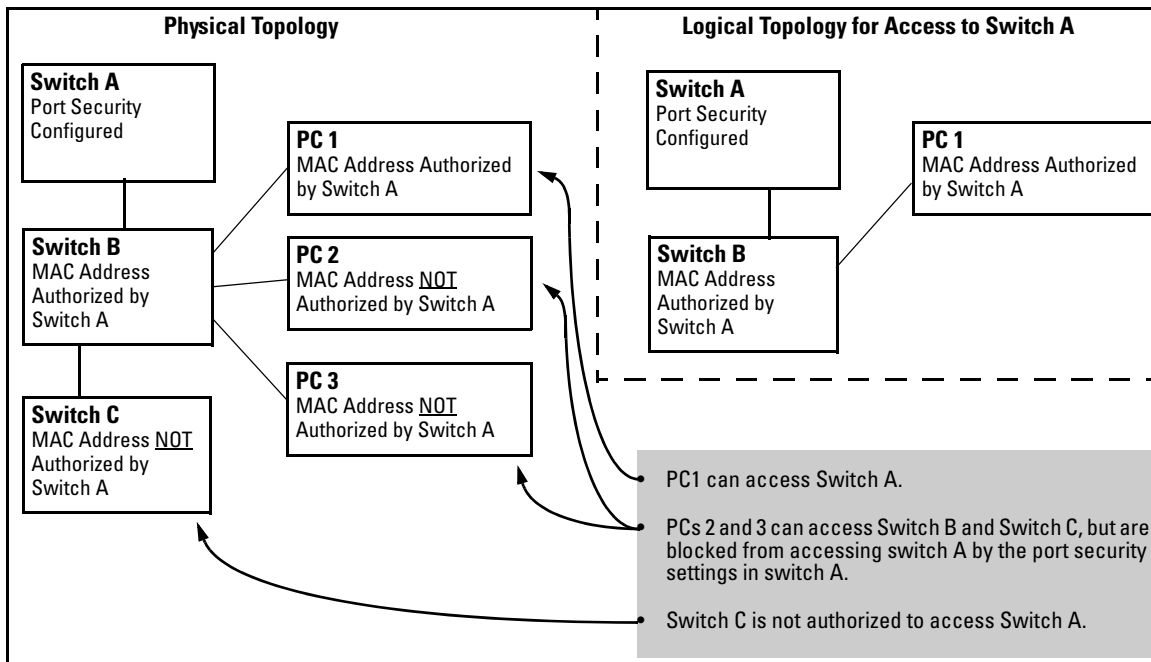 Physical Topology
Switch A
Port Security
Configured
PC 1
MAC Address Authorized
by Switch A
Switch B
MAC Address
Authorized by
Switch A
PC 2
MAC Address NOT
Authorized by Switch A
PC 3
MAC Address NOT
Authorized by Switch A
Switch C
MAC Address NOT
Authorized by
Switch A
Logical Topology for Access to Switch A
Switch A
Port Security
Configured
PC 1
MAC Address Authorized
by Switch A
Switch B
MAC Address
Authorized by
Switch A
• PC1 can access Switch A.
• PCs 2 and 3 can access Switch B and Switch C, but are
blocked from accessing switch A by the port security
settings in switch A.
• Switch C is not authorized to access Switch A.